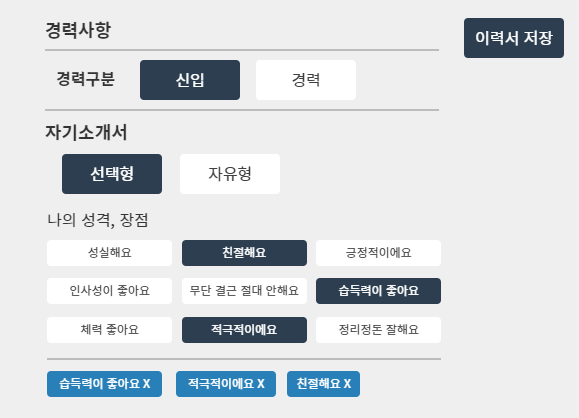 경력사항
이력서 저장
경력구분 신입 경력
자기소개서
선택형 자유형
나의 성격, 장점
성실해요 친절해요 긍정적이에요
인사성이 좋아요 무단 결근 절대 안해요 습득력이 좋아요
체력 좋아요 적극적이에요 정리정돈 잘해요
습득력이 좋아요 X 적극적이에요 X 친절해요 X